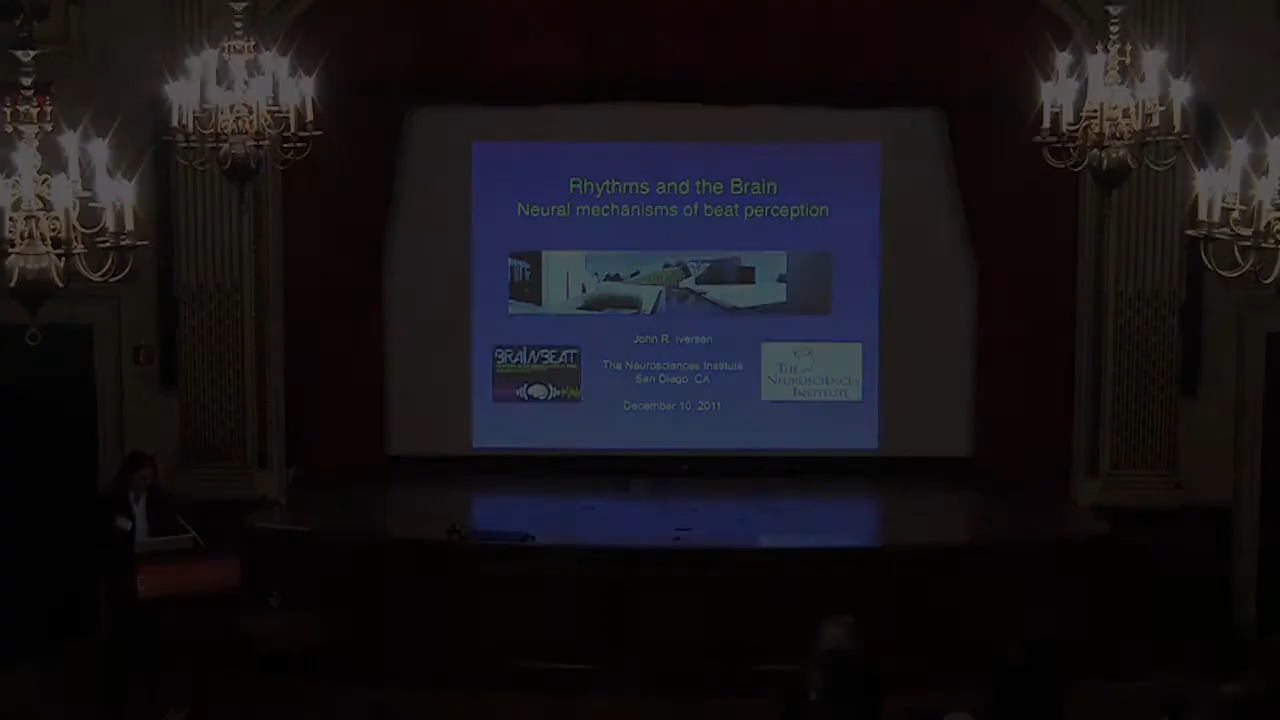 Rhythms and the Brain
Neural mechanisms of beat perception
John R. Iversen
BRAINBEAT
The Neurosciences Institute
San Diego, CA
December 10, 2011
THE
NEUROSCIENCES
INSTITUTE